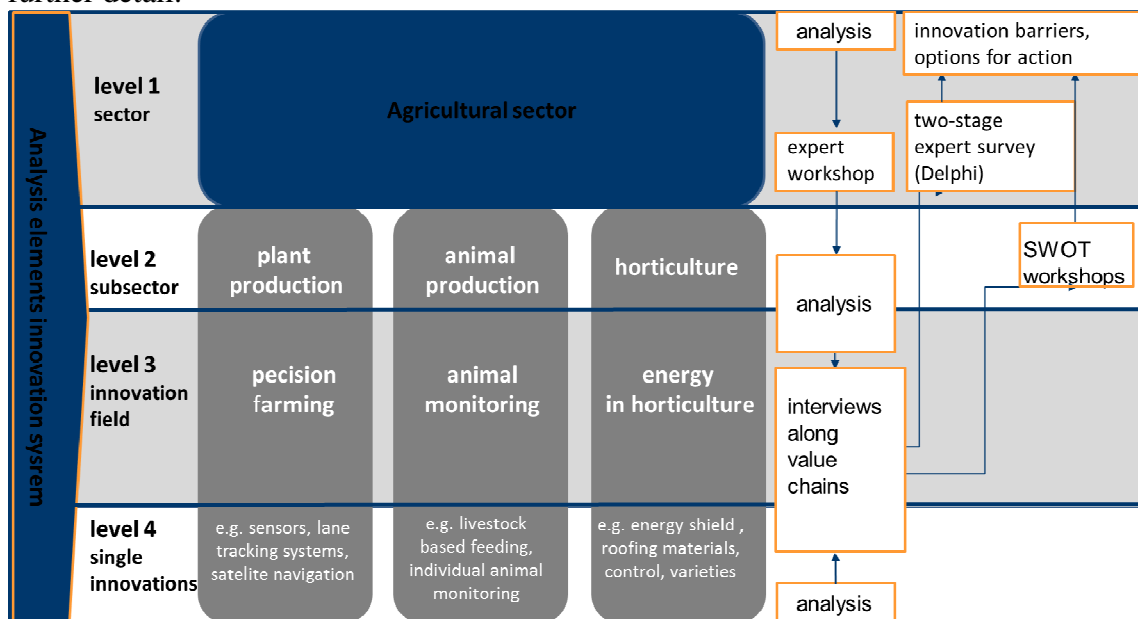 further detail.
Analysis elements innovation sysrem
level 1
sector
Agricultural sector
analysis
innovation barriers,
options for action
expert
workshop
two-stage
expert survey
(Delphi)
level 2
subsector
plant
production
animal
production
horticulture
analysis
SWOT
workshops
level 3
innovation
field
pecision
farming
animal
monitoring
energy
in horticulture
interviews
along
value
chains
level 4
single
innovations
e.g. sensors, lane
tracking systems,
satelite navigation
e.g. livestock
based feeding,
individual animal
monitoring
e.g. energy shield ,
roofing materials,
control, varieties
analysis